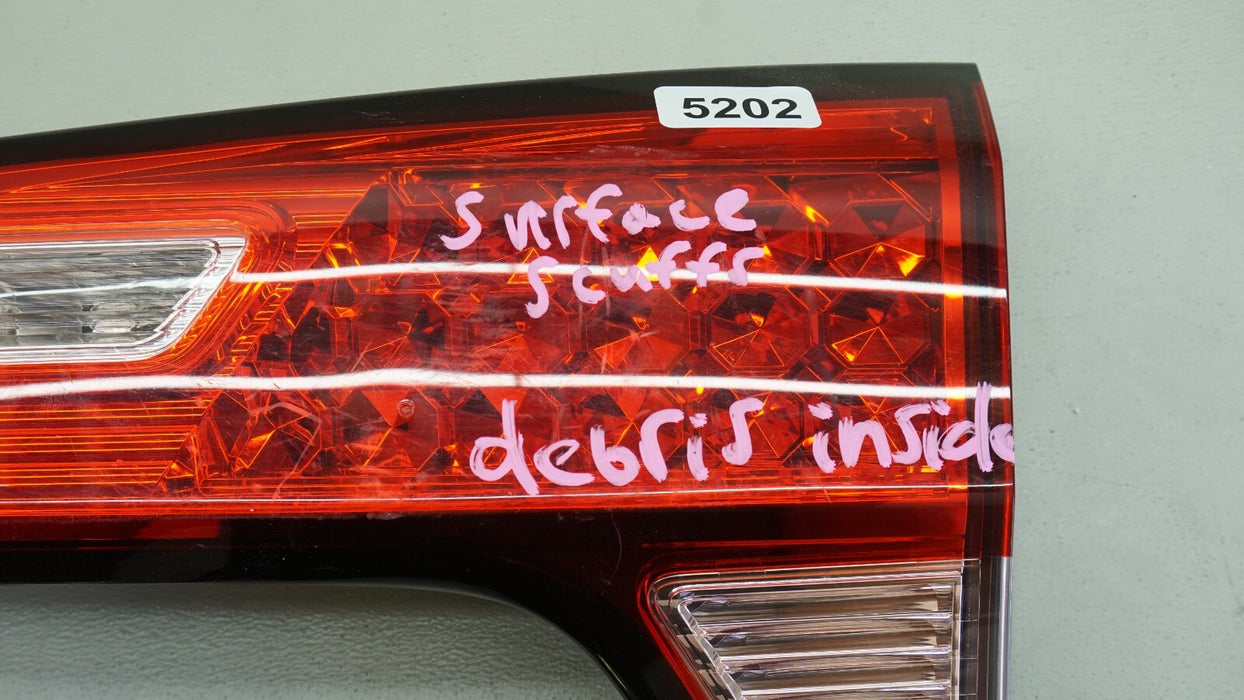 5202
surface
scuffs
debris inside